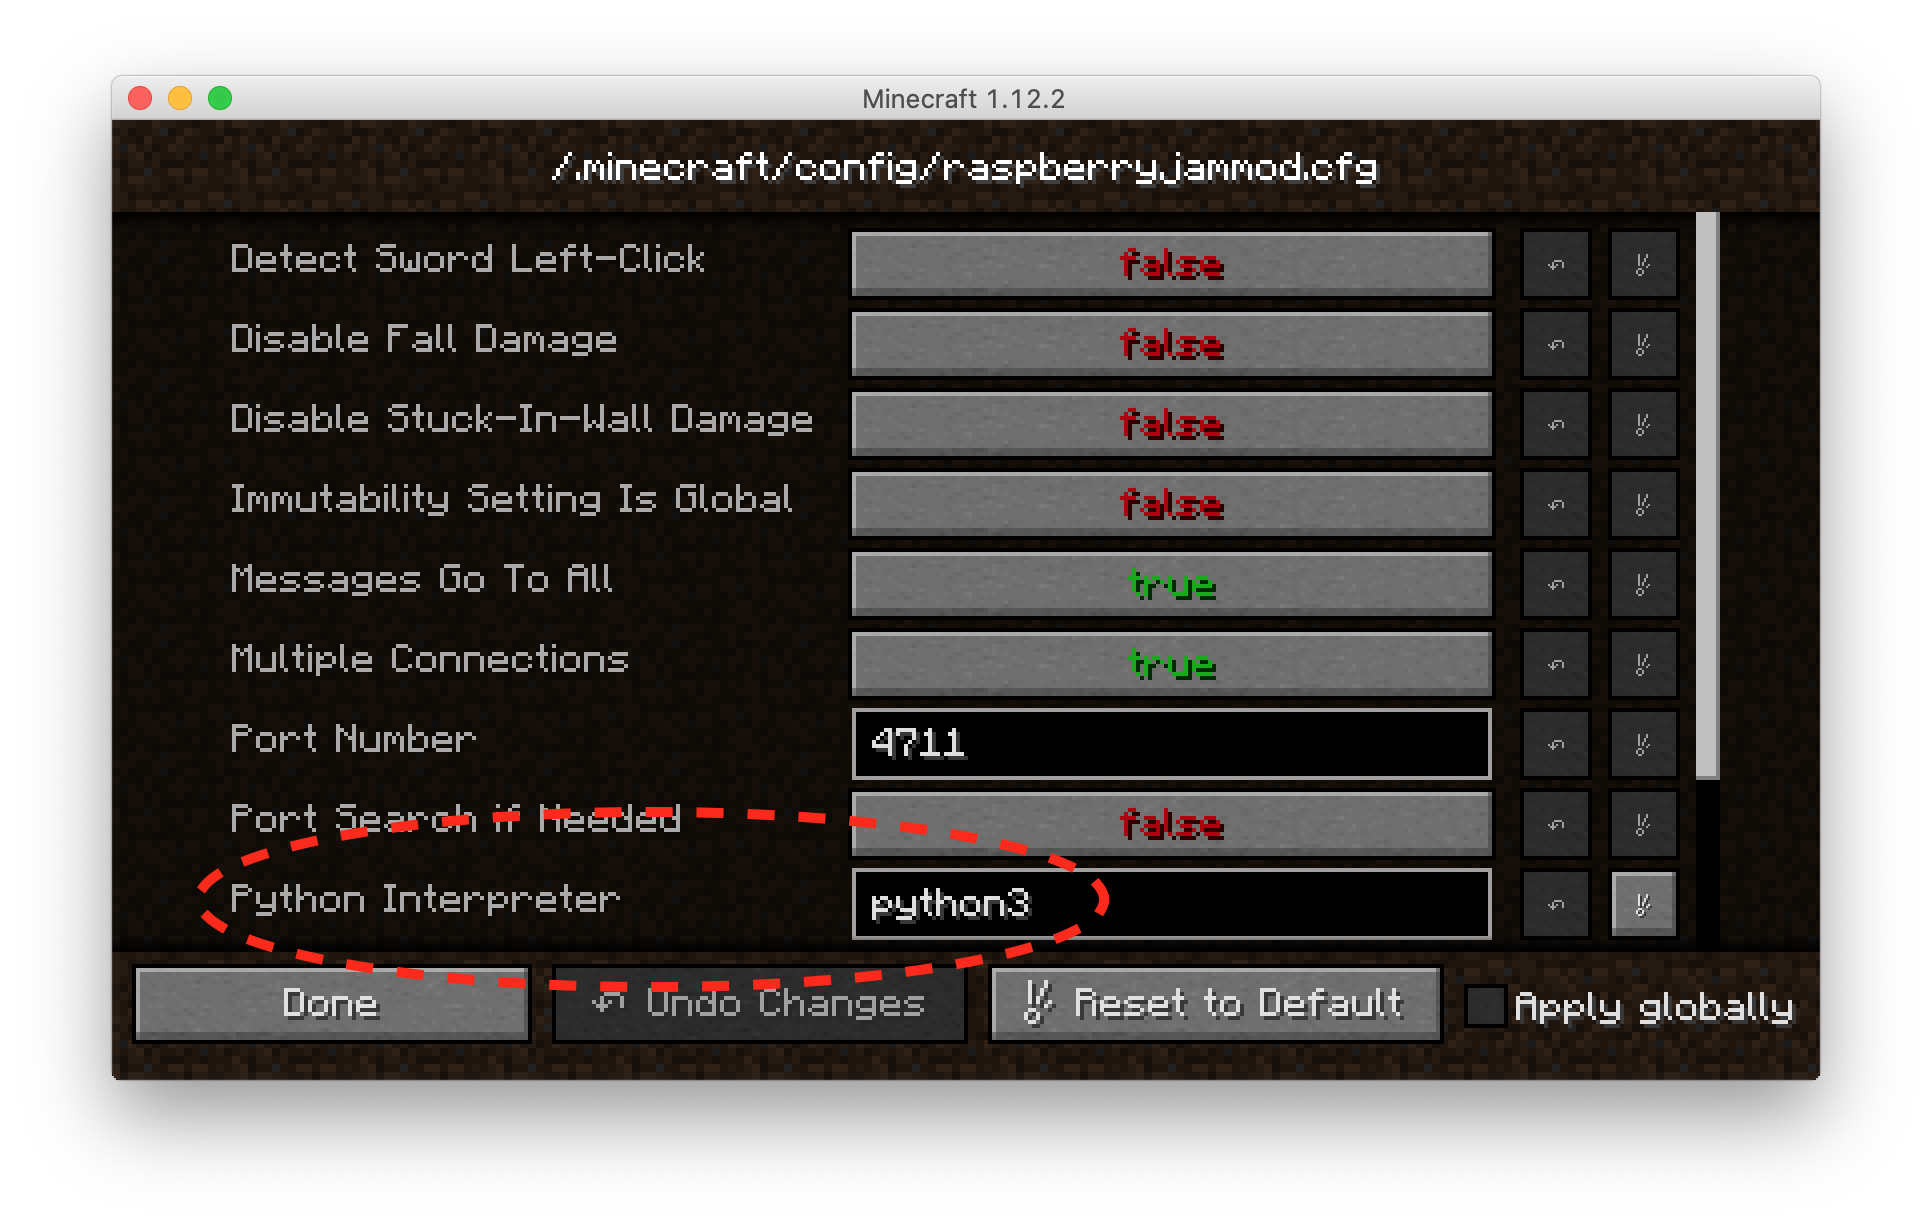 Minecraft 1.12.2
/.minecraft/config/raspberryjammod.cfg
Detect Sword Left-Click false
Disable Fall Damage false
Disable Stuck-In-Wall Damage false
Immutability Setting Is Global false
Messages Go To All true
Multiple Connections true
Port Number 4711
Port Search if Needed false
Python Interpreter python3
Done Undo Changes Reset to Default Apply globally